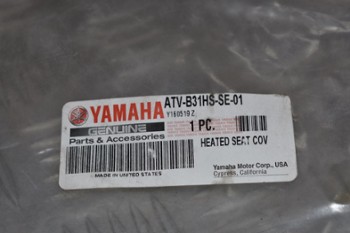 YAMAHA ATV-B31HS-SE-01
Y160519 Z
GENUINE 1 PC.
Parts & Accessories HEATED SEAT COV
Yamaha Motor Corp., USA
MADE IN UNITED STATES Cypress, California